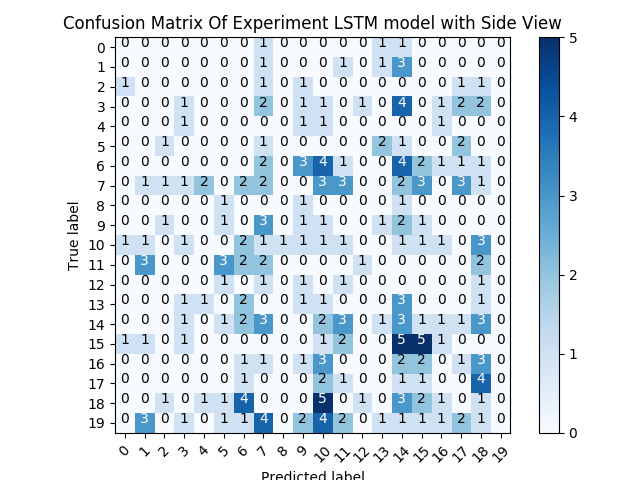 Confusion Matrix Of Experiment LSTM model with Side View
True label
0 0 0 0 0 0 0 0 1 0 0 0 0 0 1 1 0 0 0 0 0
1 0 0 0 0 0 0 0 1 0 0 0 1 0 1 3 0 0 0 0 0
2 1 0 0 0 0 0 0 1 0 1 0 0 0 0 0 0 0 1 1 0
3 0 0 0 1 0 0 0 2 0 1 1 0 1 0 4 0 1 2 2 0
4 0 0 0 1 0 0 0 0 0 1 1 0 0 0 0 0 1 0 0 0
5 0 0 1 0 0 0 0 1 0 0 0 0 0 2 1 0 0 2 0 0
6 0 0 0 0 0 0 0 2 0 3 4 1 0 0 4 2 1 1 1 0
7 0 1 1 1 2 0 2 2 0 0 3 3 0 0 2 3 0 3 1 0
8 0 0 0 0 0 1 0 0 0 1 0 0 0 0 1 0 0 0 0 0
9 0 0 1 0 0 1 0 3 0 1 1 0 0 1 2 1 0 0 0 0
10 1 1 0 1 0 0 2 1 1 1 1 1 0 0 1 1 1 0 3 0
11 0 3 0 0 0 3 2 2 0 0 0 0 1 0 0 0 0 0 2 0
12 0 0 0 0 0 1 0 1 0 1 0 1 0 0 0 0 0 0 1 0
13 0 0 0 1 1 0 2 0 0 1 1 0 0 0 3 0 0 0 1 0
14 0 0 0 1 0 1 2 3 0 0 2 3 0 1 3 1 1 1 3 0
15 1 1 0 1 0 0 0 0 0 0 1 2 0 0 5 5 1 0 0 0
16 0 0 0 0 0 0 1 1 0 1 3 0 0 0 2 2 0 1 3 0
17 0 0 0 0 0 0 1 0 0 0 2 1 0 0 1 1 0 0 4 0
18 0 0 1 0 1 1 4 0 0 0 5 0 1 0 3 2 1 0 1 0
19 0 3 0 1 0 1 1 4 0 2 4 2 0 1 1 1 1 2 1 0
0 1 2 3 4 5 6 7 8 9 10 11 12 13 14 15 16 17 18 19
Predicted label
5
4
3
2
1
0